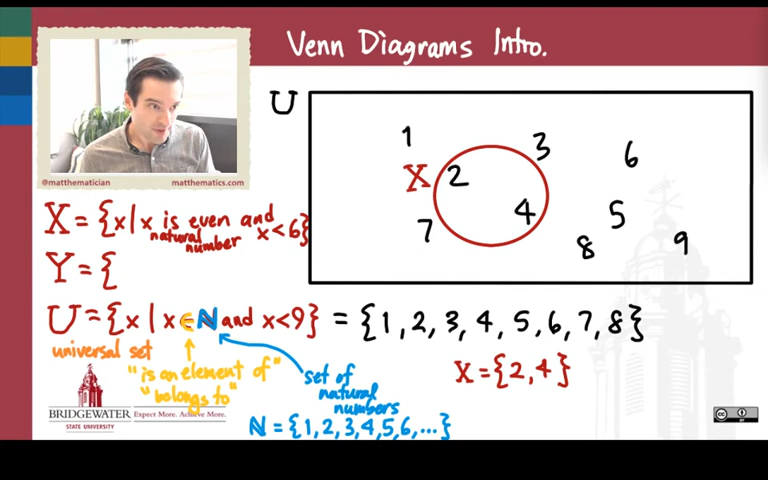 Venn Diagrams Intro.
@matthematician matthematics.com
U
1 3 6
X 2 4 5
7 8 9
X = {x | x is even and natural number x < 6}
Y = {
U = {x | x ∈ ℕ and x < 9} = {1, 2, 3, 4, 5, 6, 7, 8}
universal set
"is an element of"
"belongs to"
set of
natural
numbers
X = {2, 4}
BRIDGEWATER
STATE UNIVERSITY
Expect More. Achieve More.
ℕ = {1, 2, 3, 4, 5, 6, ...}
cc BY